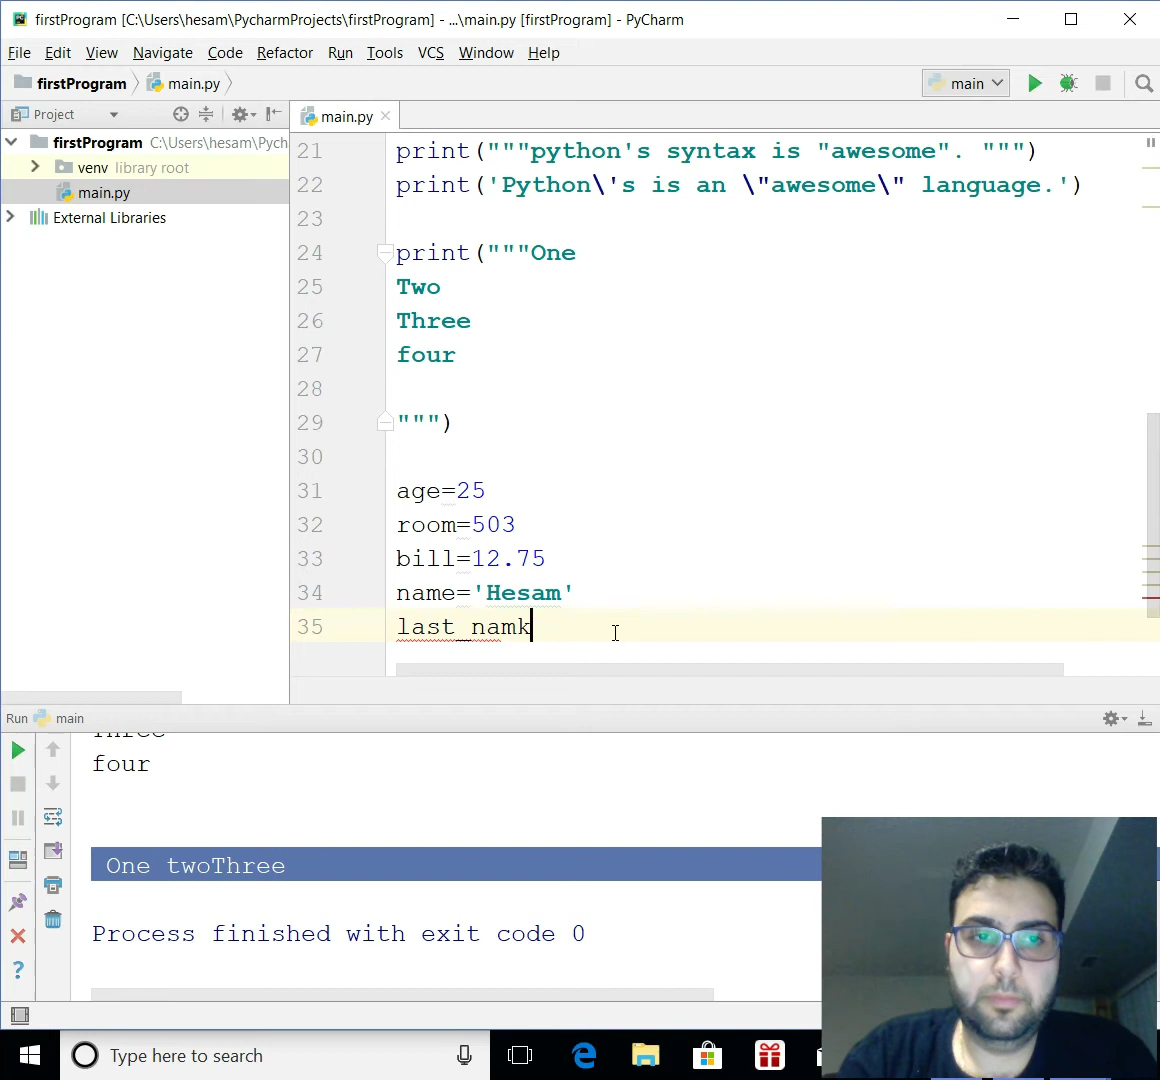 firstProgram [C:\Users\hesam\PycharmProjects\firstProgram] - ...\main.py [firstProgram] - PyCharm
File Edit View Navigate Code Refactor Run Tools VCS Window Help
firstProgram main.py main
Project main.py
firstProgram C:\Users\hesam\Pych
venv library root
main.py
External Libraries
21 print("""python's syntax is "awesome". """)
22 print('Python\'s is an \"awesome\" language.')
23
24 print("""One
25 Two
26 Three
27 four
28
29 """)
30
31 age=25
32 room=503
33 bill=12.75
34 name='Hesam'
35 last_namk
Run main
Three
four
One twoThree
Process finished with exit code 0
Type here to search